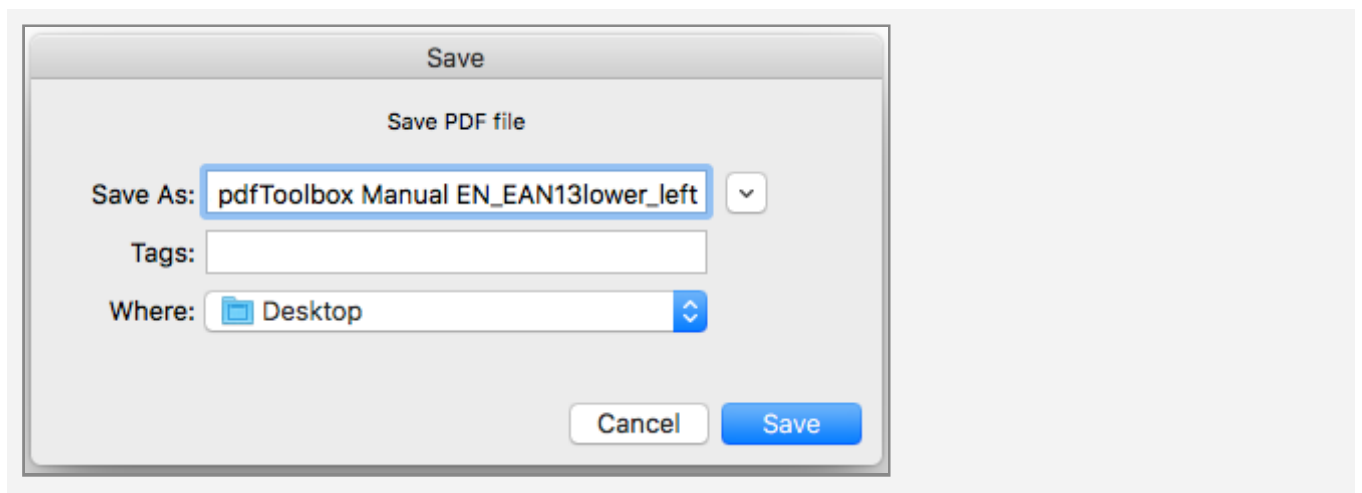 Save
Save PDF file
Save As: pdfToolbox Manual EN_EAN13lower_left
Tags:
Where: Desktop
Cancel Save